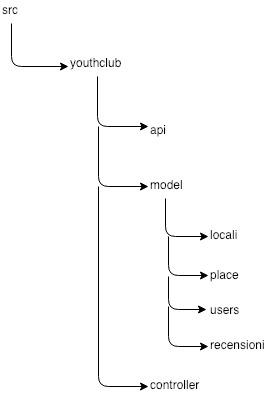 src
youthclub
api
model
locali
place
users
recensioni
controller